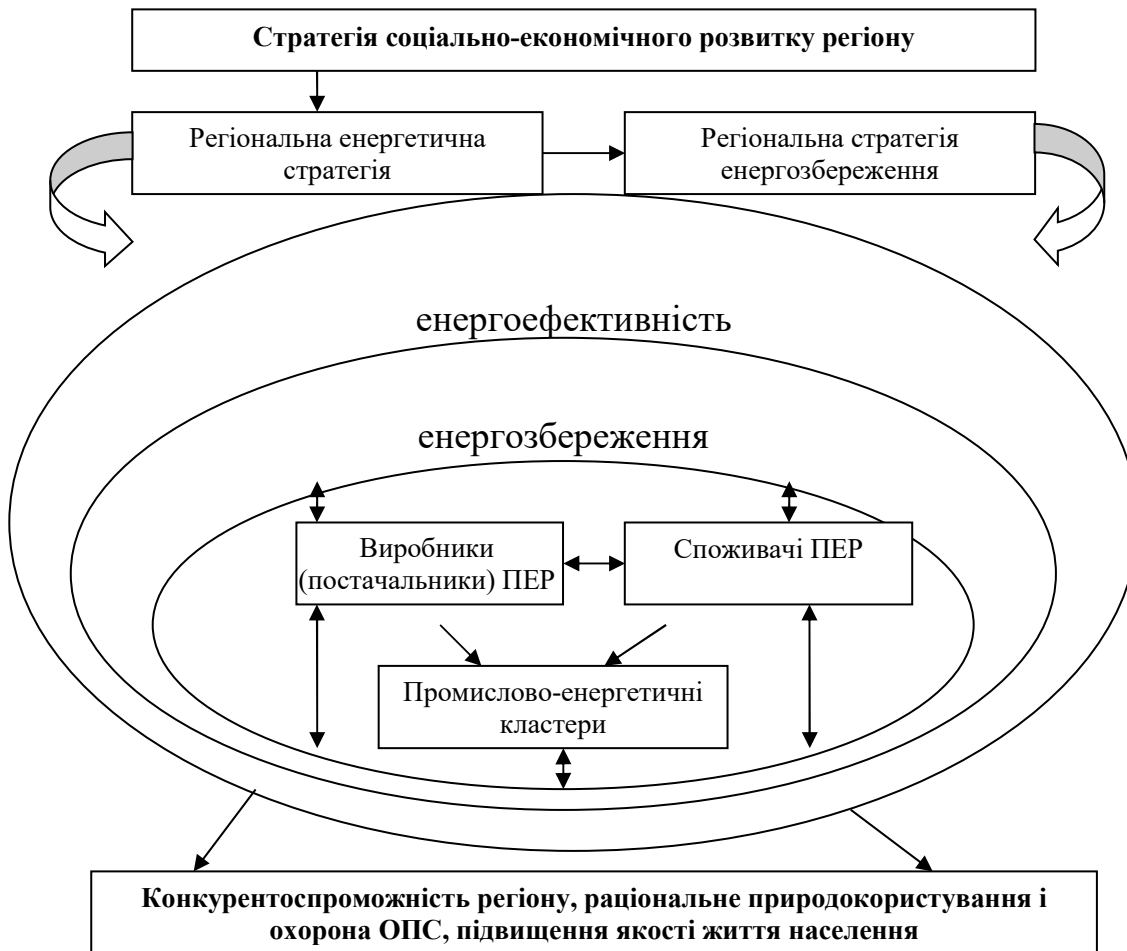 Стратегія соціально-економічного розвитку регіону
Регіональна енергетична
стратегія
Регіональна стратегія
енергозбереження
енергоефективність
енергозбереження
Виробники
(постачальники) ПЕР
Споживачі ПЕР
Промислово-енергетичні
кластери
Конкурентоспроможність регіону, раціональне природокористування і
охорона ОПС, підвищення якості життя населення